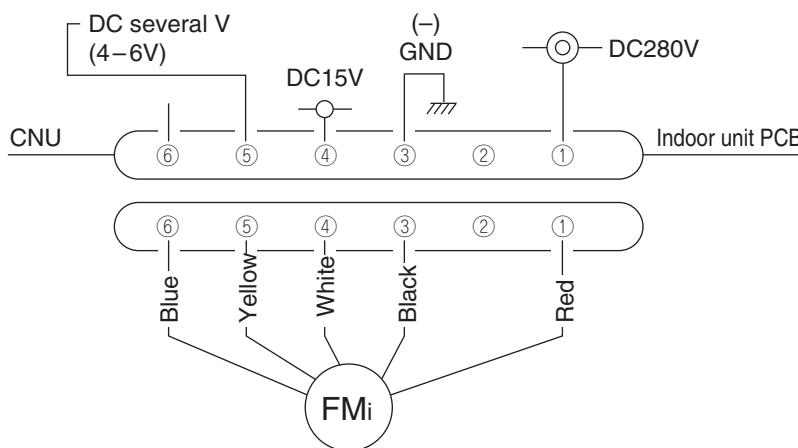 DC several V
(4–6V)
(–)
GND
DC15V
DC280V
CNU
Indoor unit PCB
⑥ ⑤ ④ ③ ② ①
⑥ ⑤ ④ ③ ② ①
Blue
Yellow
White
Black
Red
FMi